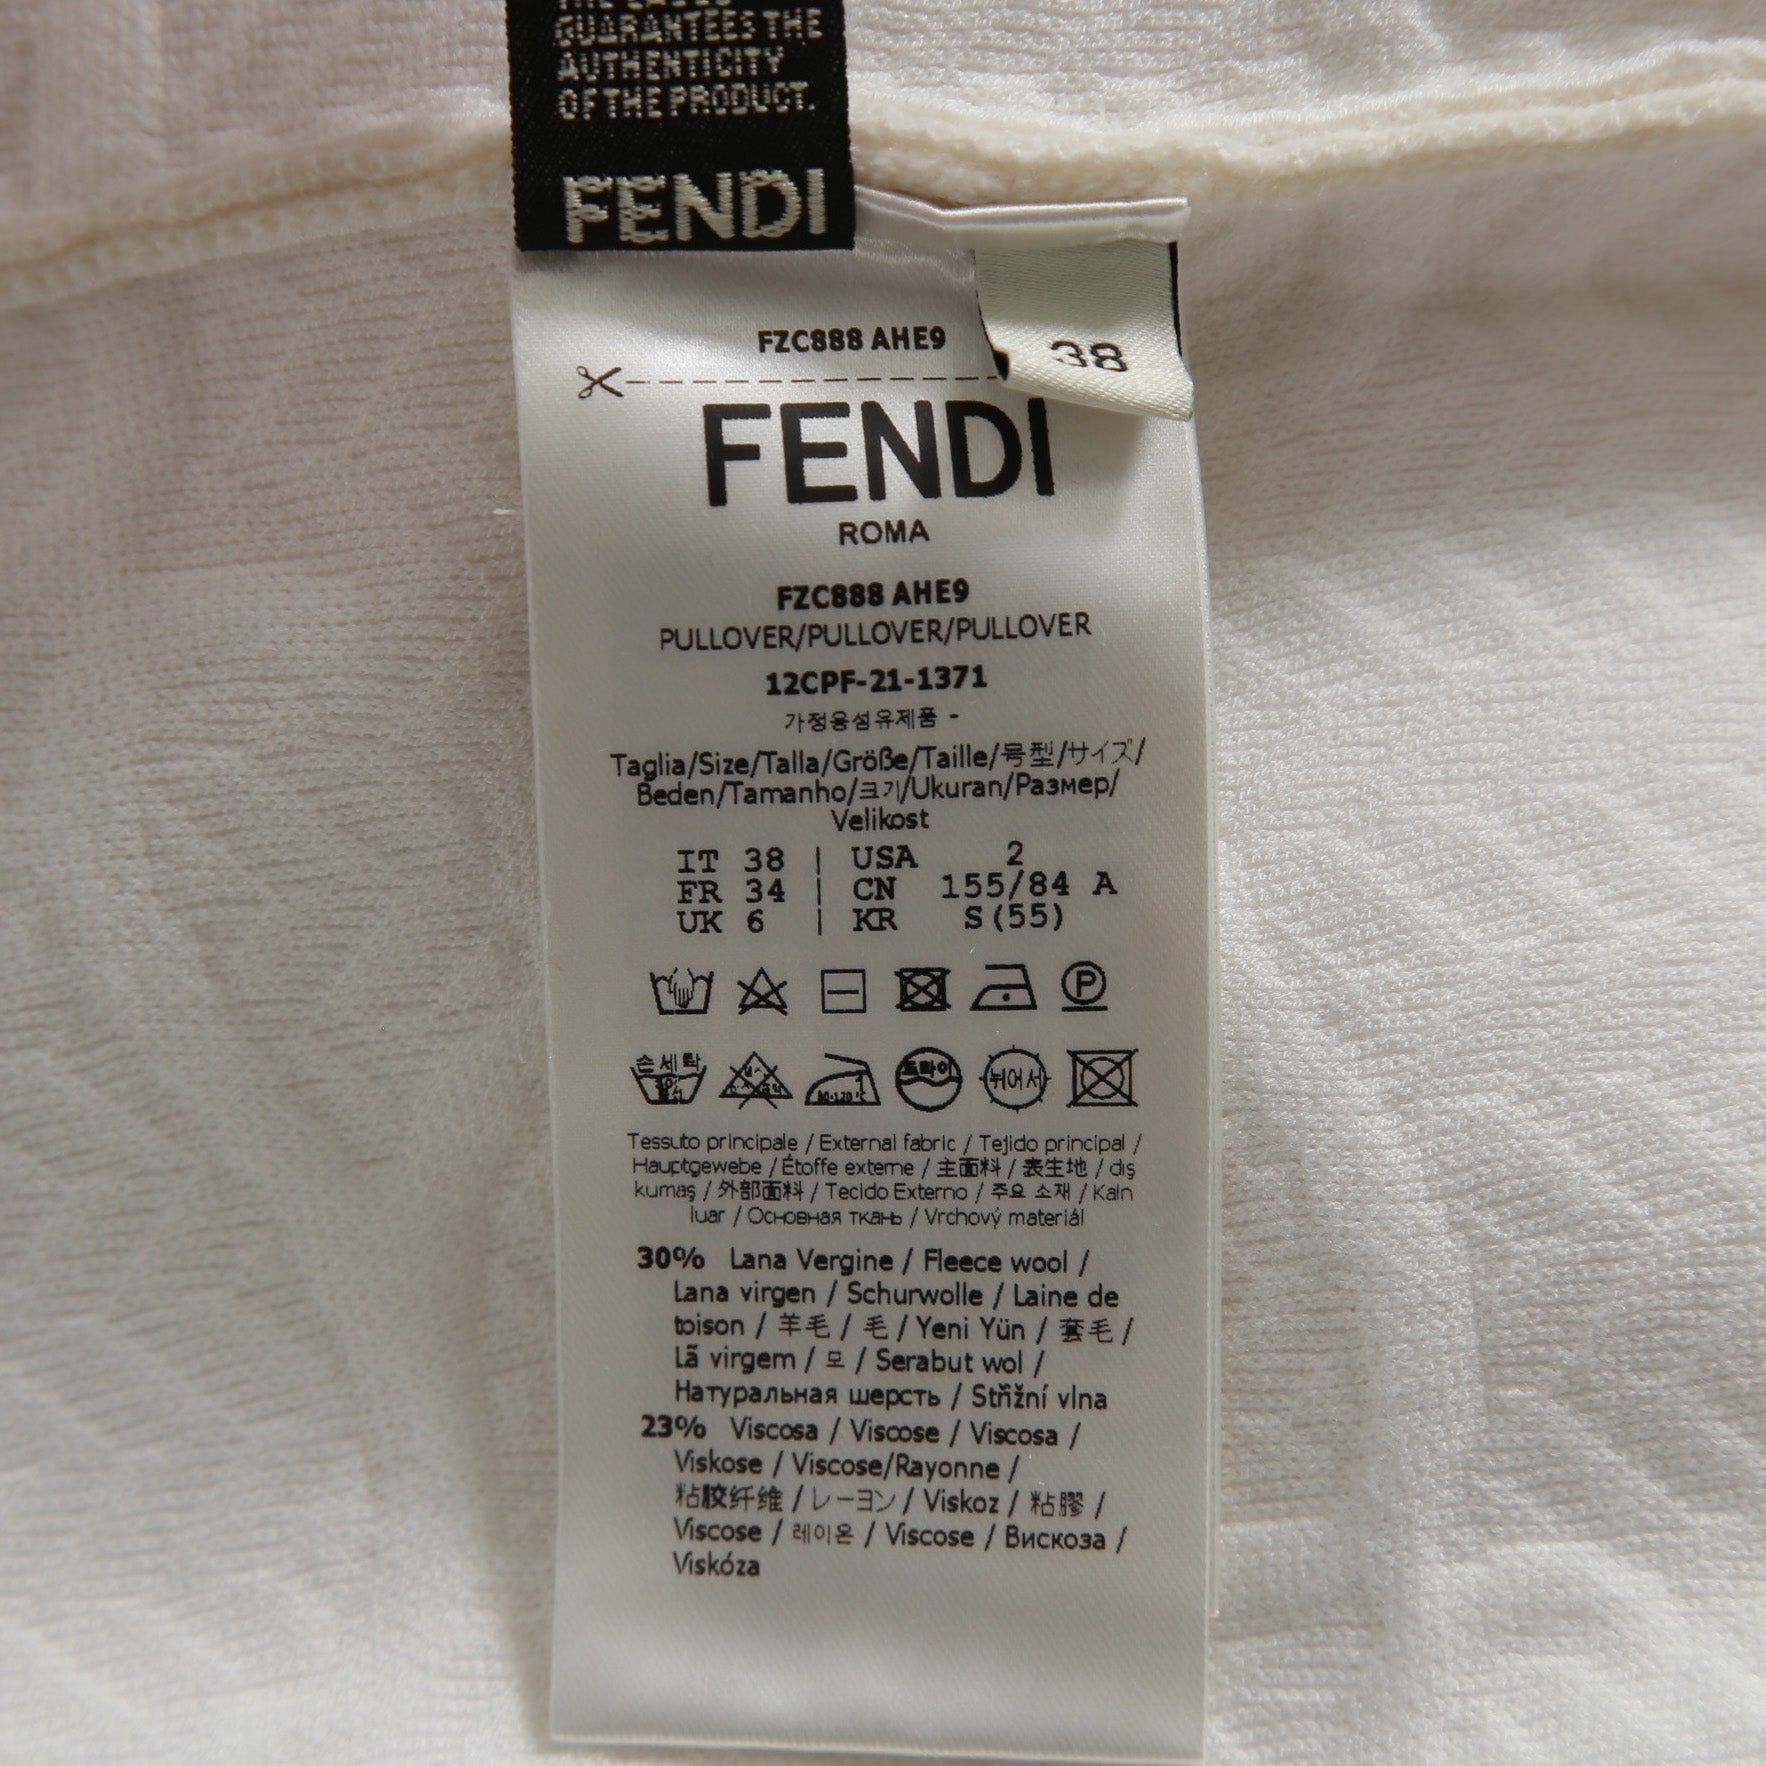 GUARANTEES THE
AUTHENTICITY
OF THE PRODUCT.
FENDI
38
FZC888 AHE9
FENDI
ROMA
FZC888 AHE9
PULLOVER/PULLOVER/PULLOVER
12CPF-21-1371
가정용섬유제품 -
Taglia/Size/Talla/Größe/Taille/号型/サイズ/
Beden/Tamanho/크기/Ukuran/Размер/
Velikost
IT 38 | USA 2
FR 34 | CN 155/84 A
UK 6 | KR S(55)
P
손세탁
드라이
뉘어서
Tessuto principale / External fabric / Tejido principal /
Hauptgewebe / Étoffe externe / 主面料 / 表生地 / dış
kumaş / 外部面料 / Tecido Externo / 주요 소재 / Kain
luar / Основная ткань / Vrchový materiál
30% Lana Vergine / Fleece wool /
Lana virgen / Schurwolle / Laine de
toison / 羊毛 / 毛 / Yeni Yün / 套毛 /
Lã virgem / 모 / Serabut wol /
Натуральная шерсть / Střižní vlna
23% Viscosa / Viscose / Viscosa /
Viskose / Viscose/Rayonne /
粘胶纤维 / レーヨン / Viskoz / 粘膠 /
Viscose / 레이온 / Viscose / Вискоза /
Viskóza